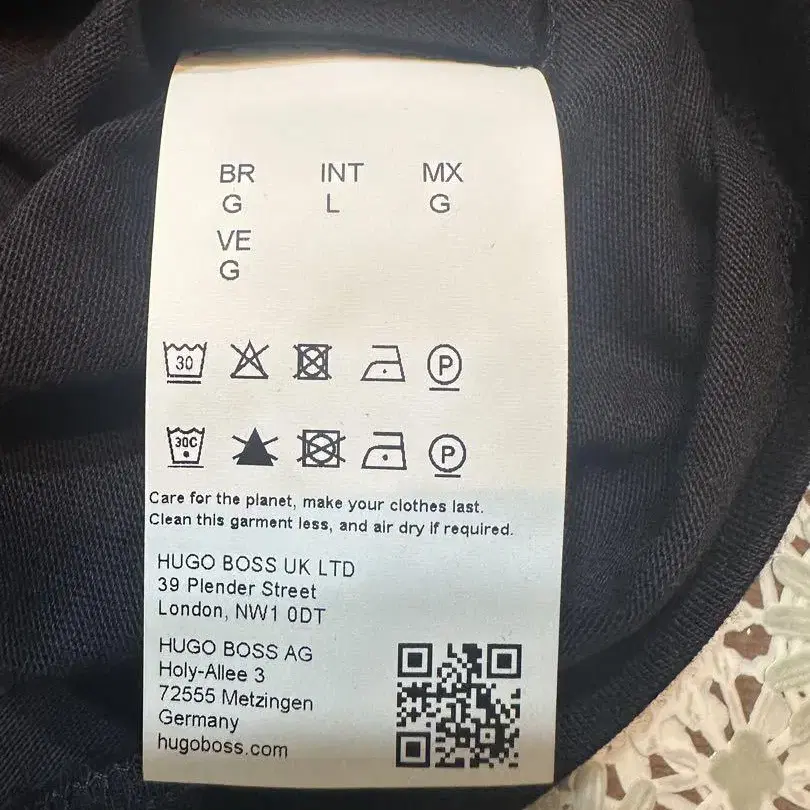 BR INT MX
G L G
VE
G
30 P
30C P
Care for the planet, make your clothes last.
Clean this garment less, and air dry if required.
HUGO BOSS UK LTD
39 Plender Street
London, NW1 0DT
HUGO BOSS AG
Holy-Allee 3
72555 Metzingen
Germany
hugoboss.com